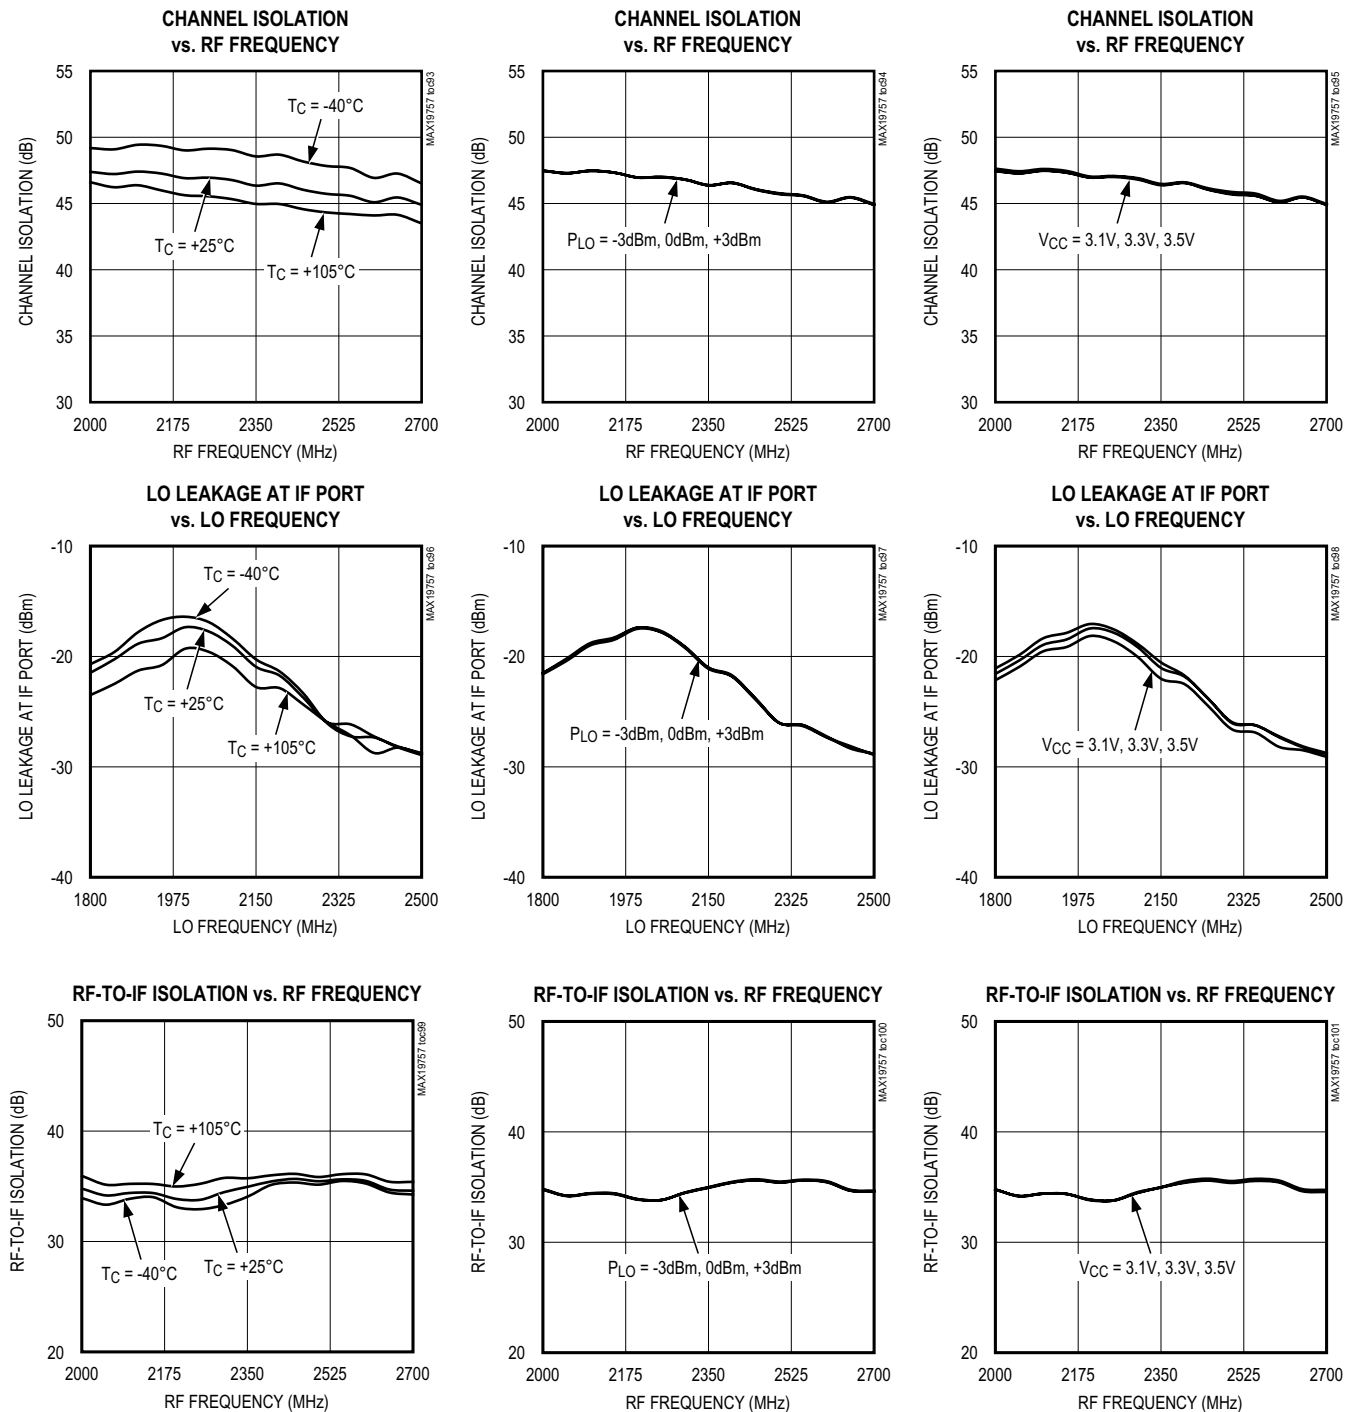 CHANNEL ISOLATION
vs. RF FREQUENCY
MAX19757 toc93
CHANNEL ISOLATION (dB)
55
50
45
40
35
30
TC = -40°C
TC = +25°C
TC = +105°C
2000 2175 2350 2525 2700
RF FREQUENCY (MHz)
CHANNEL ISOLATION
vs. RF FREQUENCY
MAX19757 toc94
CHANNEL ISOLATION (dB)
55
50
45
40
35
30
PLO = -3dBm, 0dBm, +3dBm
2000 2175 2350 2525 2700
RF FREQUENCY (MHz)
CHANNEL ISOLATION
vs. RF FREQUENCY
MAX19757 toc95
CHANNEL ISOLATION (dB)
55
50
45
40
35
30
VCC = 3.1V, 3.3V, 3.5V
2000 2175 2350 2525 2700
RF FREQUENCY (MHz)
LO LEAKAGE AT IF PORT
vs. LO FREQUENCY
MAX19757 toc96
LO LEAKAGE AT IF PORT (dBm)
-10
-20
-30
-40
TC = -40°C
TC = +25°C
TC = +105°C
1800 1975 2150 2325 2500
LO FREQUENCY (MHz)
LO LEAKAGE AT IF PORT
vs. LO FREQUENCY
MAX19757 toc97
LO LEAKAGE AT IF PORT (dBm)
-10
-20
-30
-40
PLO = -3dBm, 0dBm, +3dBm
1800 1975 2150 2325 2500
LO FREQUENCY (MHz)
LO LEAKAGE AT IF PORT
vs. LO FREQUENCY
MAX19757 toc98
LO LEAKAGE AT IF PORT (dBm)
-10
-20
-30
-40
VCC = 3.1V, 3.3V, 3.5V
1800 1975 2150 2325 2500
LO FREQUENCY (MHz)
RF-TO-IF ISOLATION vs. RF FREQUENCY
MAX19757 toc99
RF-TO-IF ISOLATION (dB)
50
40
30
20
TC = +105°C
TC = -40°C
TC = +25°C
2000 2175 2350 2525 2700
RF FREQUENCY (MHz)
RF-TO-IF ISOLATION vs. RF FREQUENCY
MAX19757 toc100
RF-TO-IF ISOLATION (dB)
50
40
30
20
PLO = -3dBm, 0dBm, +3dBm
2000 2175 2350 2525 2700
RF FREQUENCY (MHz)
RF-TO-IF ISOLATION vs. RF FREQUENCY
MAX19757 toc101
RF-TO-IF ISOLATION (dB)
50
40
30
20
VCC = 3.1V, 3.3V, 3.5V
2000 2175 2350 2525 2700
RF FREQUENCY (MHz)